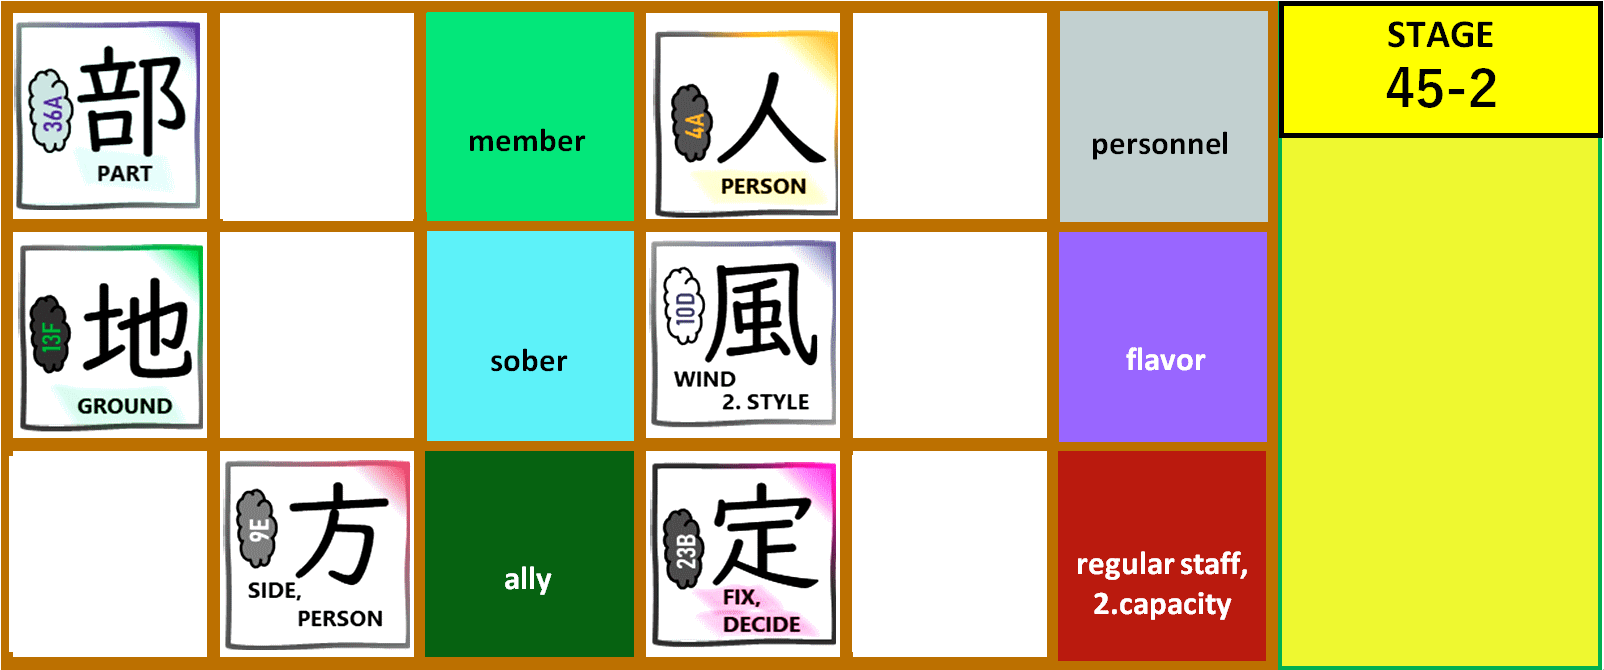 36A
部
PART
member
4A
人
PERSON
personnel
STAGE
45-2
13F
地
GROUND
sober
10D
風
WIND
2. STYLE
flavor
9E
方
SIDE,
PERSON
ally
23B
定
FIX,
DECIDE
regular staff,
2.capacity